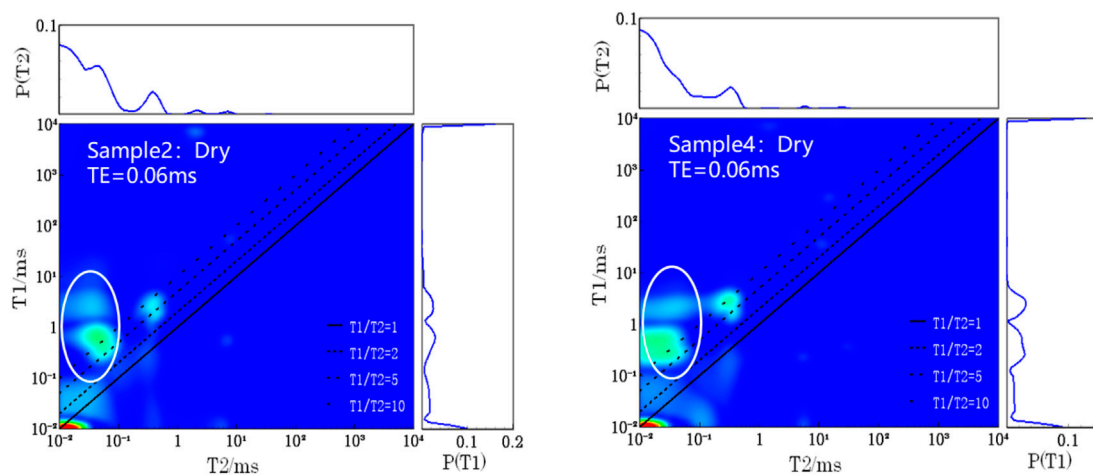 0.1
P(T2)
10⁴
10³
10²
10¹
1
10⁻¹
10⁻²
T1/ms
Sample2: Dry
TE=0.06ms
T1/T2=1
T1/T2=2
T1/T2=5
T1/T2=10
10⁻² 10⁻¹ 1 10¹ 10² 10³ 10⁴ 0.1 0.2
T2/ms P(T1)
0.1
P(T2)
10⁴
10³
10²
10¹
1
10⁻¹
10⁻²
T1/ms
Sample4: Dry
TE=0.06ms
T1/T2=1
T1/T2=2
T1/T2=5
T1/T2=10
10⁻² 10⁻¹ 1 10¹ 10² 10³ 10⁴ 0.1
T2/ms P(T1)